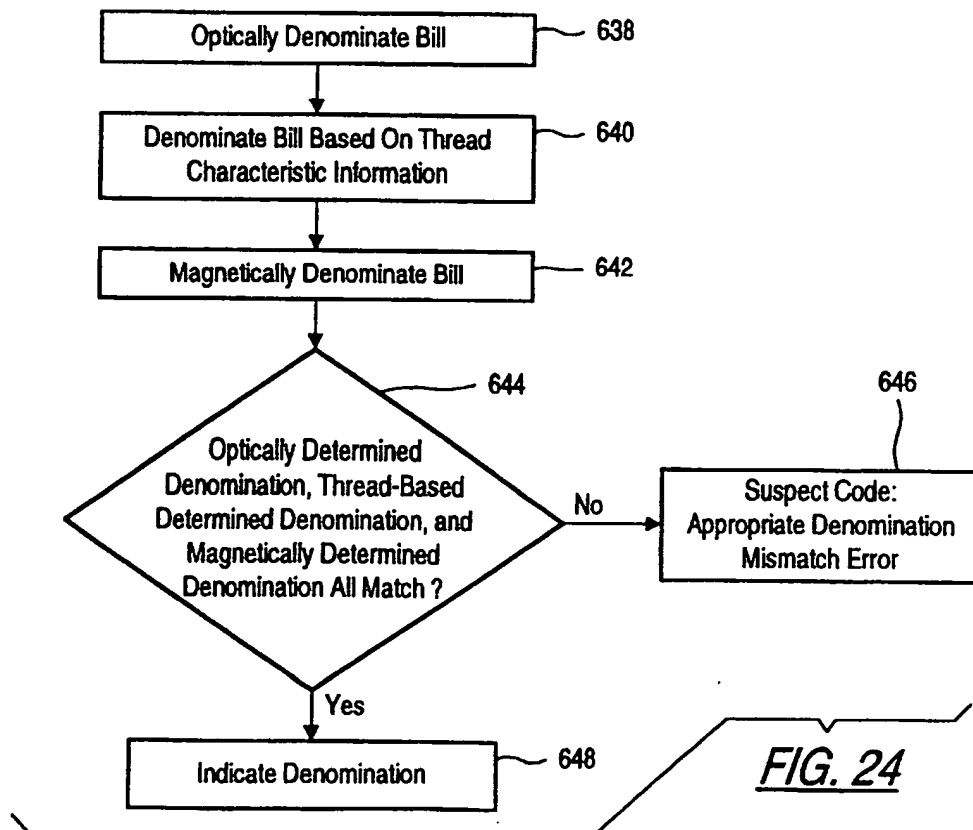 Optically Denominate Bill
638
Denominate Bill Based On Thread
Characteristic Information
640
Magnetically Denominate Bill
642
644
Optically Determined
Denomination, Thread-Based
Determined Denomination, and
Magnetically Determined
Denomination All Match ?
No
646
Suspect Code:
Appropriate Denomination
Mismatch Error
Yes
Indicate Denomination
648
FIG. 24